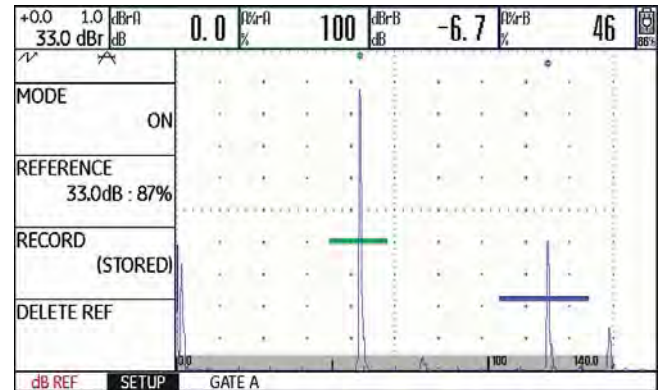 +0.0 1.0 dBrA 0.0 A%rA 100 dBrB -6.7 A%rB 46
33.0 dBr dB % dB % 86%
MODE
ON
REFERENCE
33.0dB : 87%
RECORD
(STORED)
DELETE REF
0.0 100 140.0
dB REF SETUP GATE A